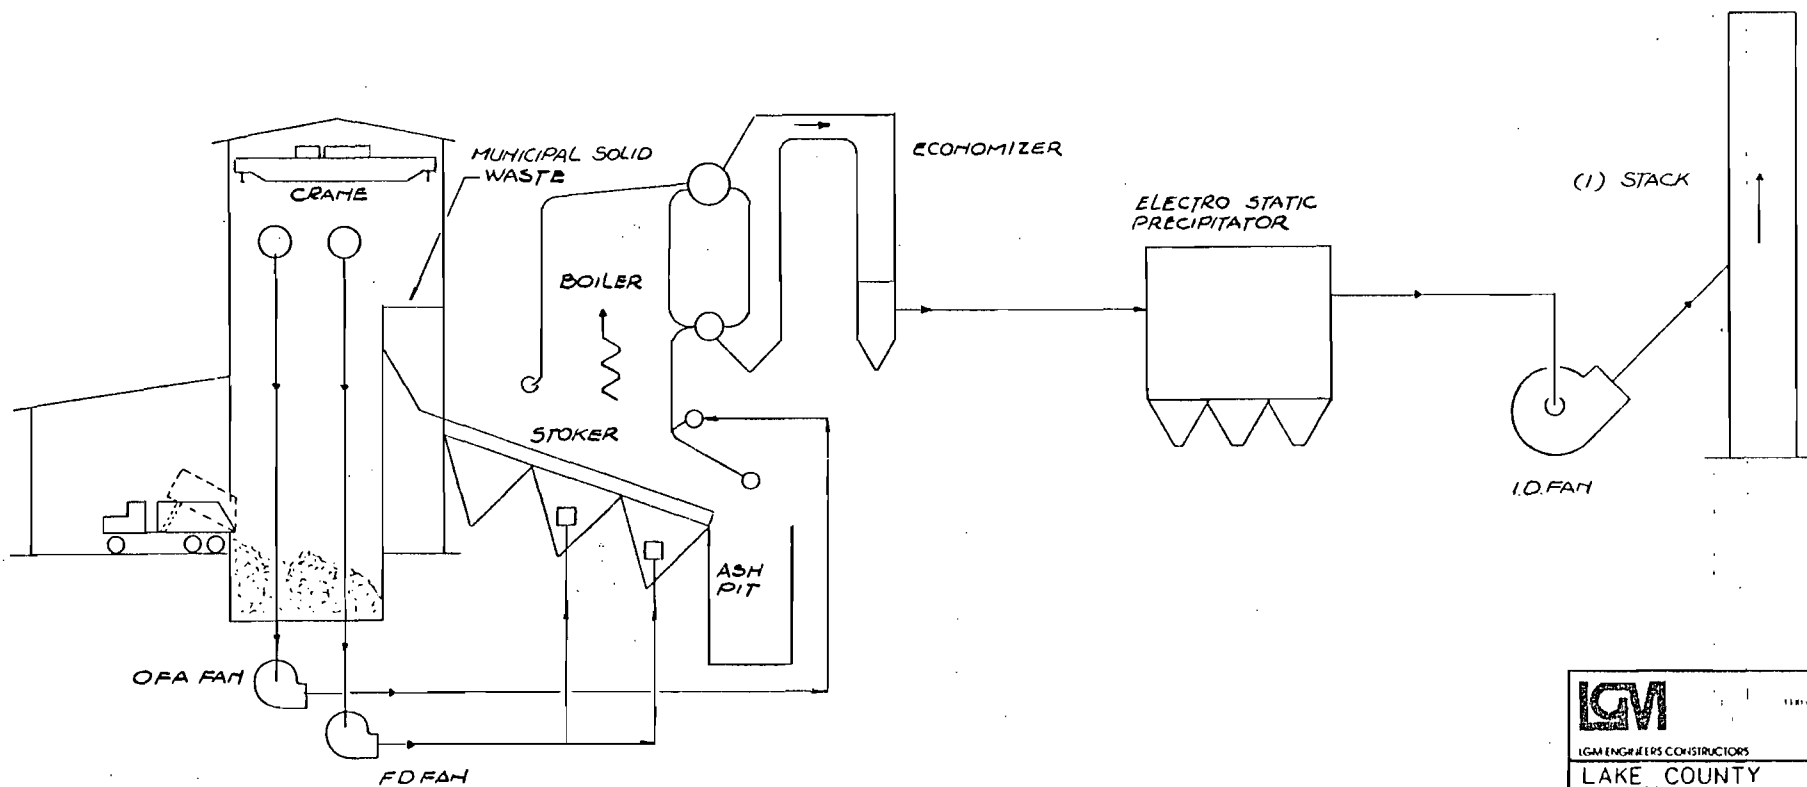 MUNICIPAL SOLID
WASTE
CRANE
ECONOMIZER
(1) STACK
ELECTRO STATIC
PRECIPITATOR
BOILER
STOKER
I.D. FAN
ASH
PIT
OFA FAN
FD FAN
LGM
LGM ENGINEERS CONSTRUCTORS
LAKE COUNTY